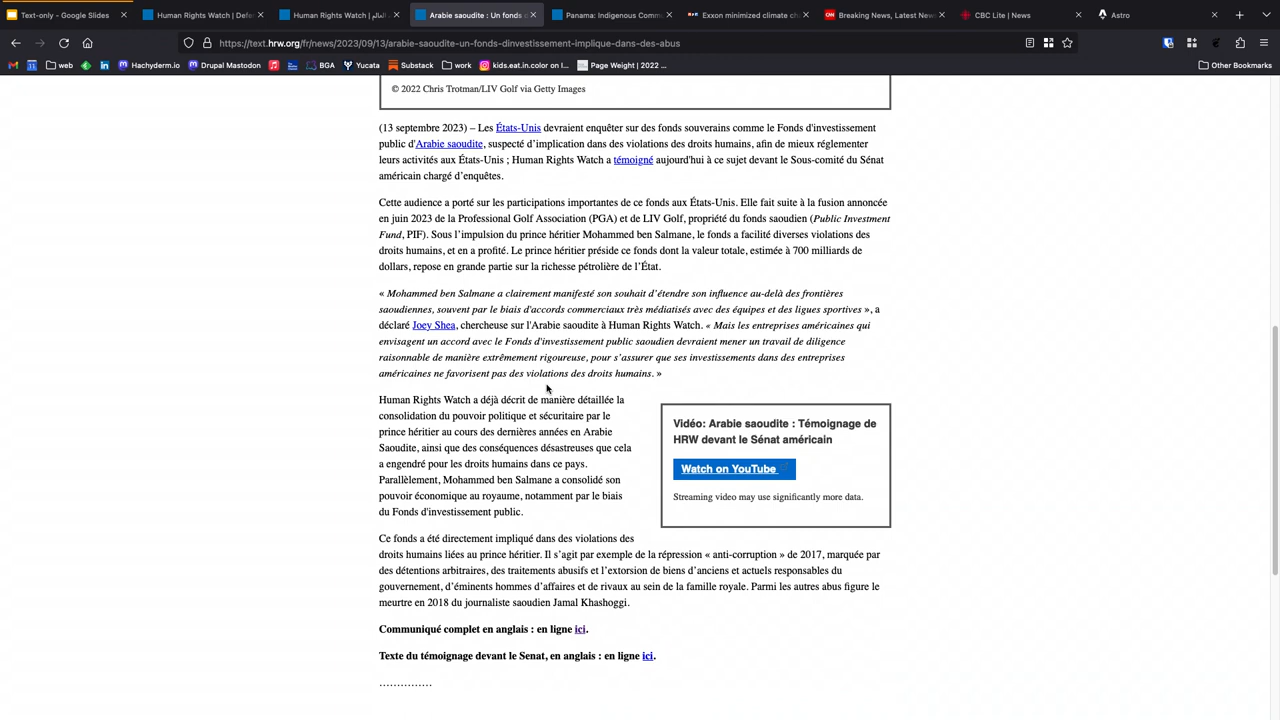 Text-only – Google Slides
Human Rights Watch | Defe
Human Rights Watch | العالم
Arabie saoudite : Un fonds d
Panama: Indigenous Commu
Exxon minimized climate ch
Breaking News, Latest News
CBC Lite | News
Astro
https://text.hrw.org/fr/news/2023/09/13/arabie-saoudite-un-fonds-dinvestissement-implique-dans-des-abus
web
Hachyderm.io
Drupal Mastodon
BGA
Yucata
Substack
work
kids.eat.in.color on I…
Page Weight | 2022 …
Other Bookmarks
© 2022 Chris Trotman/LIV Golf via Getty Images
(13 septembre 2023) – Les États-Unis devraient enquêter sur des fonds souverains comme le Fonds d'investissement
public d'Arabie saoudite, suspecté d’implication dans des violations des droits humains, afin de mieux réglementer
leurs activités aux États-Unis ; Human Rights Watch a témoigné aujourd'hui à ce sujet devant le Sous-comité du Sénat
américain chargé d’enquêtes.
Cette audience a porté sur les participations importantes de ce fonds aux États-Unis. Elle fait suite à la fusion annoncée
en juin 2023 de la Professional Golf Association (PGA) et de LIV Golf, propriété du fonds saoudien (Public Investment
Fund, PIF). Sous l’impulsion du prince héritier Mohammed ben Salmane, le fonds a facilité diverses violations des
droits humains, et en a profité. Le prince héritier préside ce fonds dont la valeur totale, estimée à 700 milliards de
dollars, repose en grande partie sur la richesse pétrolière de l’État.
« Mohammed ben Salmane a clairement manifesté son souhait d’étendre son influence au-delà des frontières
saoudiennes, souvent par le biais d'accords commerciaux très médiatisés avec des équipes et des ligues sportives », a
déclaré Joey Shea, chercheuse sur l'Arabie saoudite à Human Rights Watch. « Mais les entreprises américaines qui
envisagent un accord avec le Fonds d'investissement public saoudien devraient mener un travail de diligence
raisonnable de manière extrêmement rigoureuse, pour s’assurer que ses investissements dans des entreprises
américaines ne favorisent pas des violations des droits humains. »
Human Rights Watch a déjà décrit de manière détaillée la
consolidation du pouvoir politique et sécuritaire par le
prince héritier au cours des dernières années en Arabie
Saoudite, ainsi que des conséquences désastreuses que cela
a engendré pour les droits humains dans ce pays.
Parallèlement, Mohammed ben Salmane a consolidé son
pouvoir économique au royaume, notamment par le biais
du Fonds d'investissement public.
Vidéo: Arabie saoudite : Témoignage de
HRW devant le Sénat américain
Watch on YouTube
Streaming video may use significantly more data.
Ce fonds a été directement impliqué dans des violations des
droits humains liées au prince héritier. Il s’agit par exemple de la répression « anti-corruption » de 2017, marquée par
des détentions arbitraires, des traitements abusifs et l’extorsion de biens d’anciens et actuels responsables du
gouvernement, d’éminents hommes d’affaires et de rivaux au sein de la famille royale. Parmi les autres abus figure le
meurtre en 2018 du journaliste saoudien Jamal Khashoggi.
Communiqué complet en anglais : en ligne ici.
Texte du témoignage devant le Senat, en anglais : en ligne ici.
……………